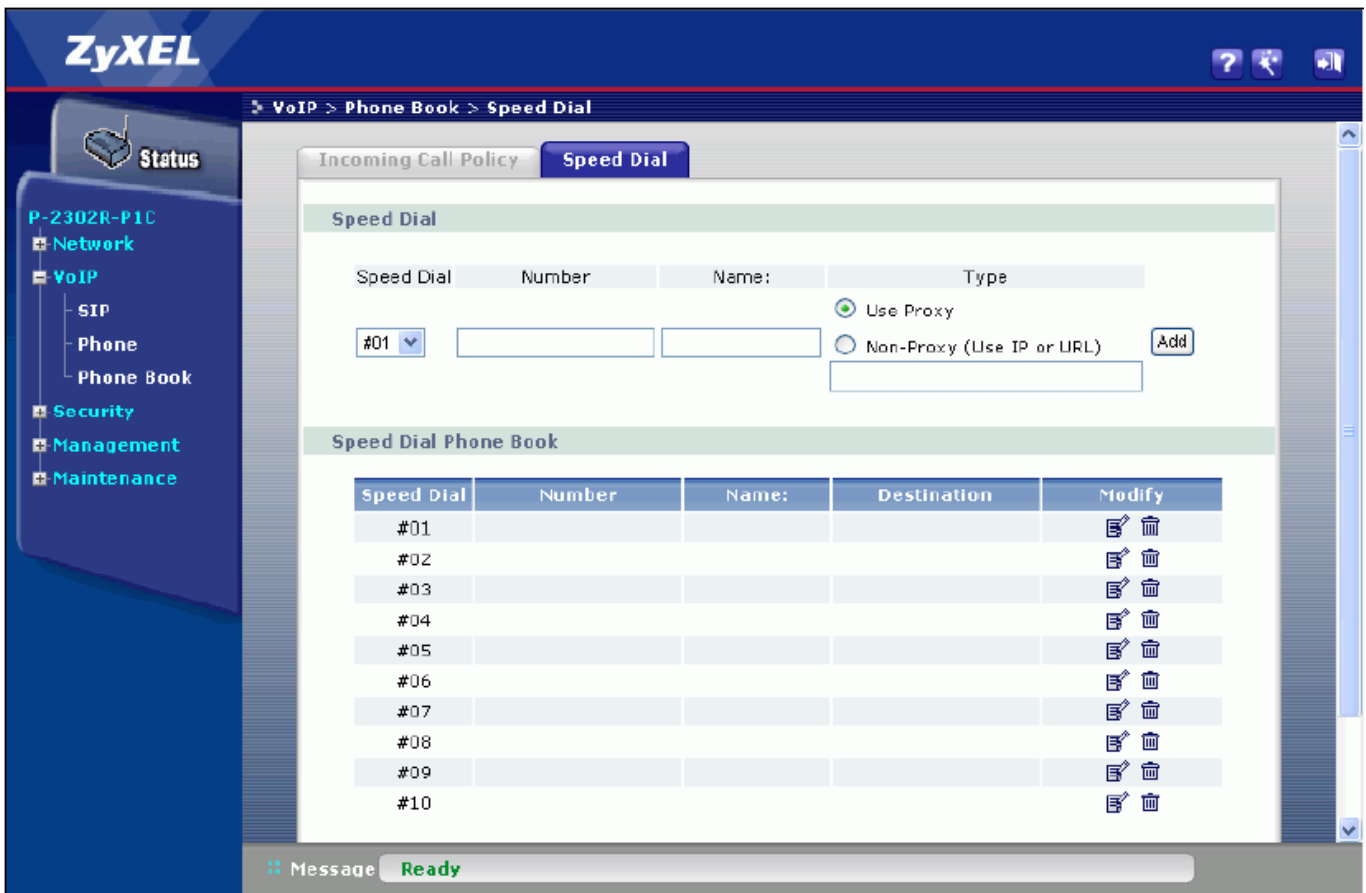 ZyXEL
VoIP > Phone Book > Speed Dial
Status
P-2302R-P1C
Network
VoIP
SIP
Phone
Phone Book
Security
Management
Maintenance
Incoming Call Policy Speed Dial
Speed Dial
Speed Dial Number Name: Type
#01 Use Proxy
Non-Proxy (Use IP or URL) Add
Speed Dial Phone Book
Speed Dial Number Name: Destination Modify
#01
#02
#03
#04
#05
#06
#07
#08
#09
#10
Message Ready